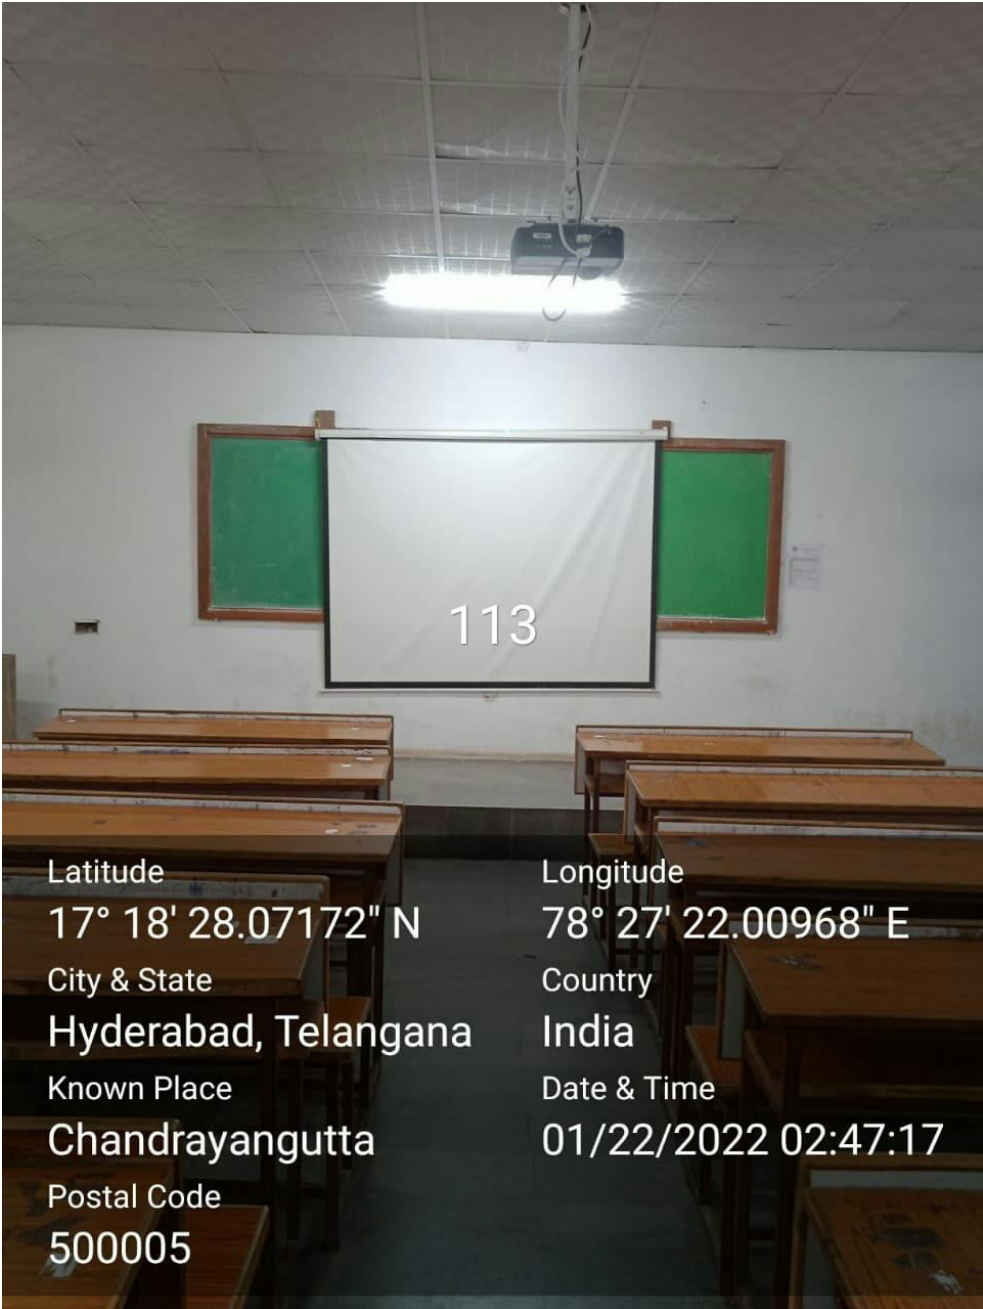 113
Latitude
17° 18' 28.07172" N
Longitude
78° 27' 22.00968" E
City & State
Hyderabad, Telangana
Country
India
Known Place
Chandrayangutta
Date & Time
01/22/2022 02:47:17
Postal Code
500005